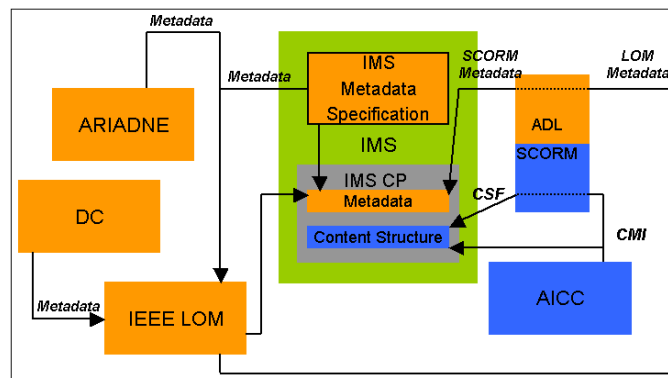 Metadata
IMS
Metadata
Specification
SCORM
Metadata
LOM
Metadata
Metadata
ARIADNE
ADL
SCORM
IMS
IMS CP
Metadata
CSF
DC
Content Structure
CMI
Metadata
IEEE LOM
AICC